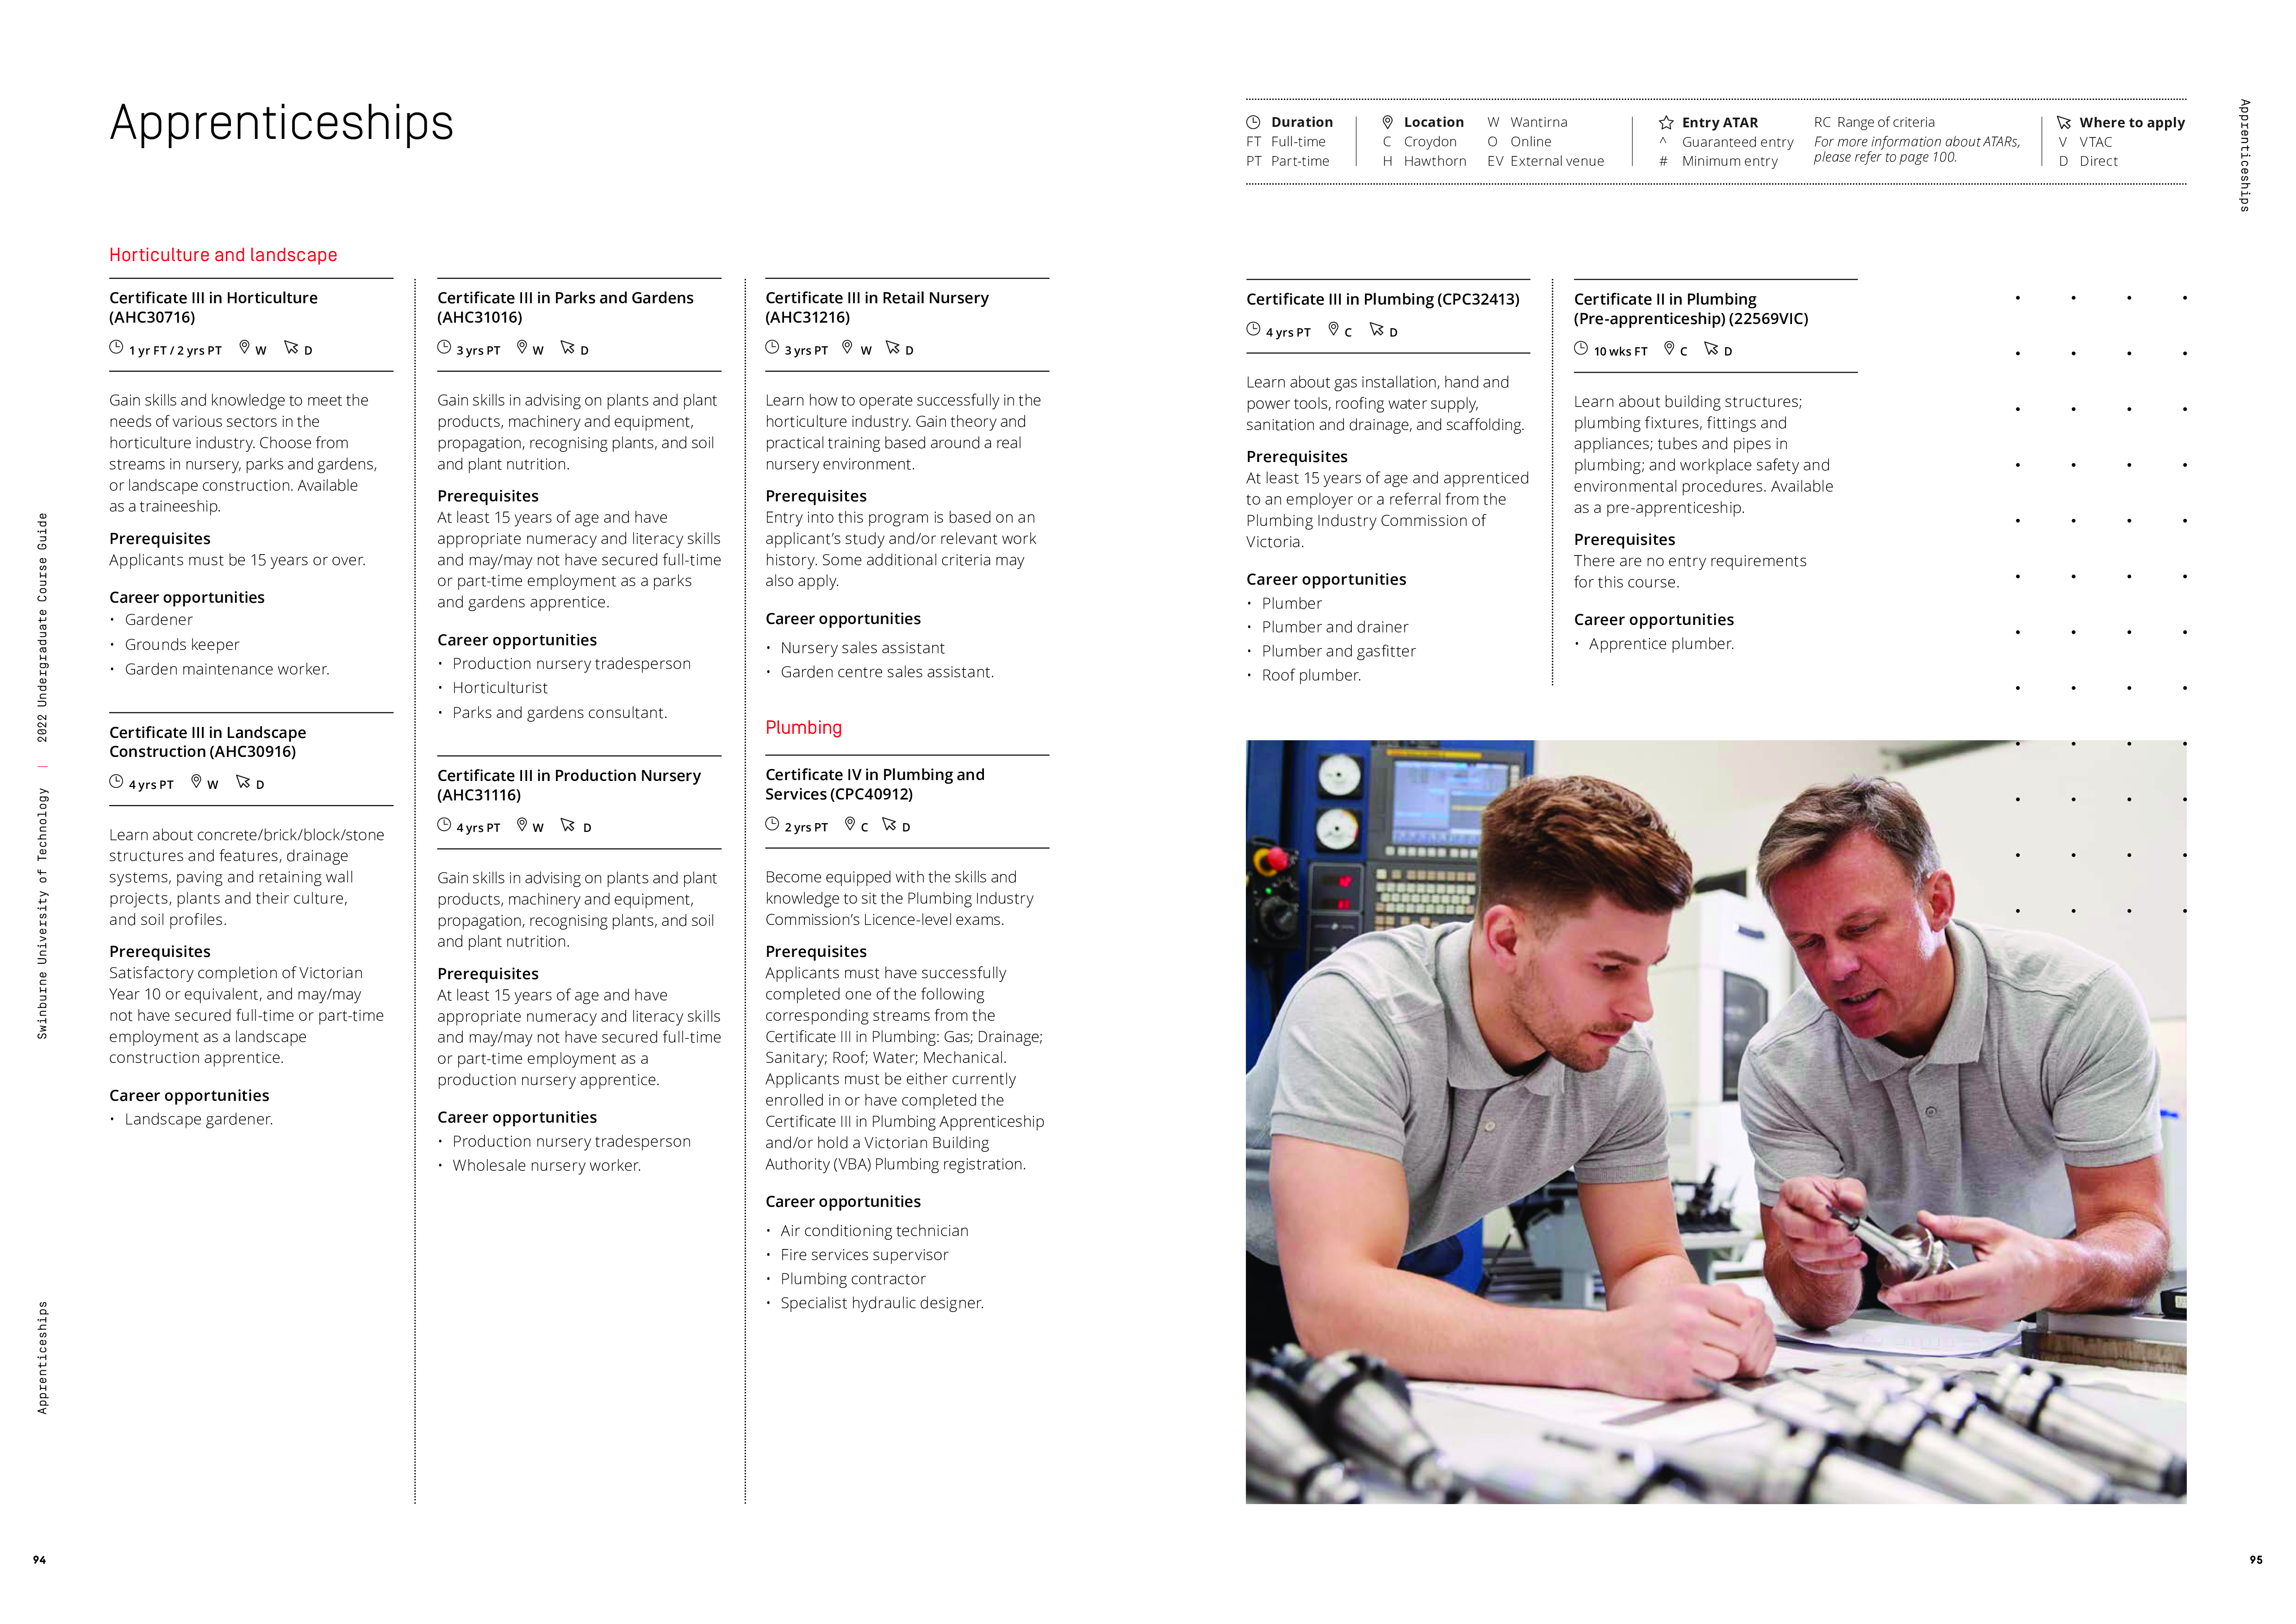 Apprenticeships
Duration
FT Full-time
PT Part-time
Location
C Croydon
H Hawthorn
W Wantirna
O Online
EV External venue
Entry ATAR
^ Guaranteed entry
# Minimum entry
RC Range of criteria
For more information about ATARs,
please refer to page 100.
Where to apply
V VTAC
D Direct
Apprenticeships
Horticulture and landscape
Certificate III in Horticulture
(AHC30716)
1 yr FT / 2 yrs PT W D
Gain skills and knowledge to meet the
needs of various sectors in the
horticulture industry. Choose from
streams in nursery, parks and gardens,
or landscape construction. Available
as a traineeship.
Prerequisites
Applicants must be 15 years or over.
Career opportunities
• Gardener
• Grounds keeper
• Garden maintenance worker.
Certificate III in Landscape
Construction (AHC30916)
4 yrs PT W D
Learn about concrete/brick/block/stone
structures and features, drainage
systems, paving and retaining wall
projects, plants and their culture,
and soil profiles.
Prerequisites
Satisfactory completion of Victorian
Year 10 or equivalent, and may/may
not have secured full-time or part-time
employment as a landscape
construction apprentice.
Career opportunities
• Landscape gardener.
Certificate III in Parks and Gardens
(AHC31016)
3 yrs PT W D
Gain skills in advising on plants and plant
products, machinery and equipment,
propagation, recognising plants, and soil
and plant nutrition.
Prerequisites
At least 15 years of age and have
appropriate numeracy and literacy skills
and may/may not have secured full-time
or part-time employment as a parks
and gardens apprentice.
Career opportunities
• Production nursery tradesperson
• Horticulturist
• Parks and gardens consultant.
Certificate III in Production Nursery
(AHC31116)
4 yrs PT W D
Gain skills in advising on plants and plant
products, machinery and equipment,
propagation, recognising plants, and soil
and plant nutrition.
Prerequisites
At least 15 years of age and have
appropriate numeracy and literacy skills
and may/may not have secured full-time
or part-time employment as a
production nursery apprentice.
Career opportunities
• Production nursery tradesperson
• Wholesale nursery worker.
Certificate III in Retail Nursery
(AHC31216)
3 yrs PT W D
Learn how to operate successfully in the
horticulture industry. Gain theory and
practical training based around a real
nursery environment.
Prerequisites
Entry into this program is based on an
applicant's study and/or relevant work
history. Some additional criteria may
also apply.
Career opportunities
• Nursery sales assistant
• Garden centre sales assistant.
Plumbing
Certificate IV in Plumbing and
Services (CPC40912)
2 yrs PT C D
Become equipped with the skills and
knowledge to sit the Plumbing Industry
Commission's Licence-level exams.
Prerequisites
Applicants must have successfully
completed one of the following
corresponding streams from the
Certificate III in Plumbing: Gas; Drainage;
Sanitary; Roof; Water; Mechanical.
Applicants must be either currently
enrolled in or have completed the
Certificate III in Plumbing Apprenticeship
and/or hold a Victorian Building
Authority (VBA) Plumbing registration.
Career opportunities
• Air conditioning technician
• Fire services supervisor
• Plumbing contractor
• Specialist hydraulic designer.
Certificate III in Plumbing (CPC32413)
4 yrs PT C D
Learn about gas installation, hand and
power tools, roofing water supply,
sanitation and drainage, and scaffolding.
Prerequisites
At least 15 years of age and apprenticed
to an employer or a referral from the
Plumbing Industry Commission of
Victoria.
Career opportunities
• Plumber
• Plumber and drainer
• Plumber and gasfitter
• Roof plumber.
Certificate II in Plumbing
(Pre-apprenticeship) (22569VIC)
10 wks FT C D
Learn about building structures;
plumbing fixtures, fittings and
appliances; tubes and pipes in
plumbing; and workplace safety and
environmental procedures. Available
as a pre-apprenticeship.
Prerequisites
There are no entry requirements
for this course.
Career opportunities
• Apprentice plumber.
Swinburne University of Technology | 2022 Undergraduate Course Guide
Apprenticeships
94
95